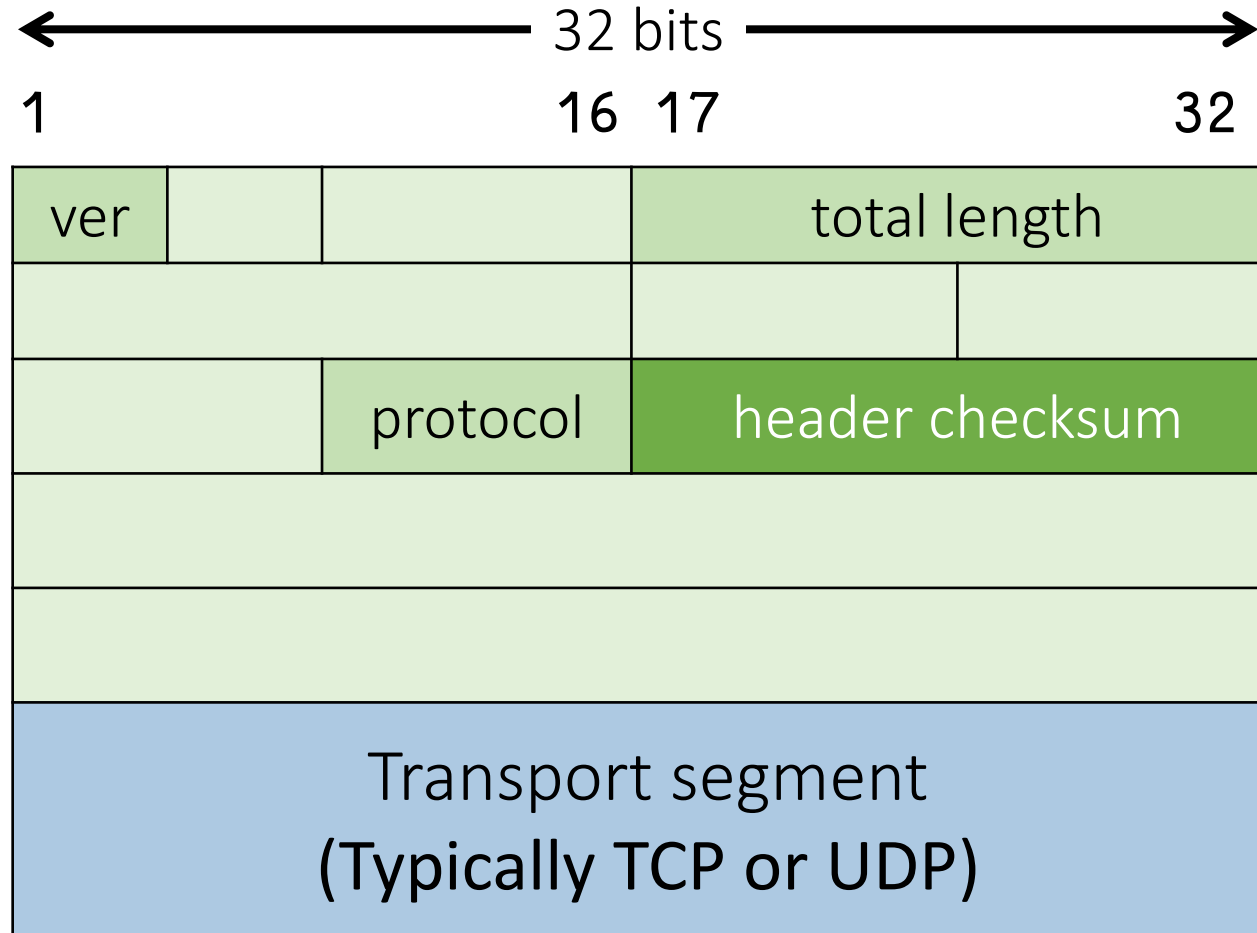 32 bits
1 16 17 32
ver total length
protocol header checksum
Transport segment
(Typically TCP or UDP)